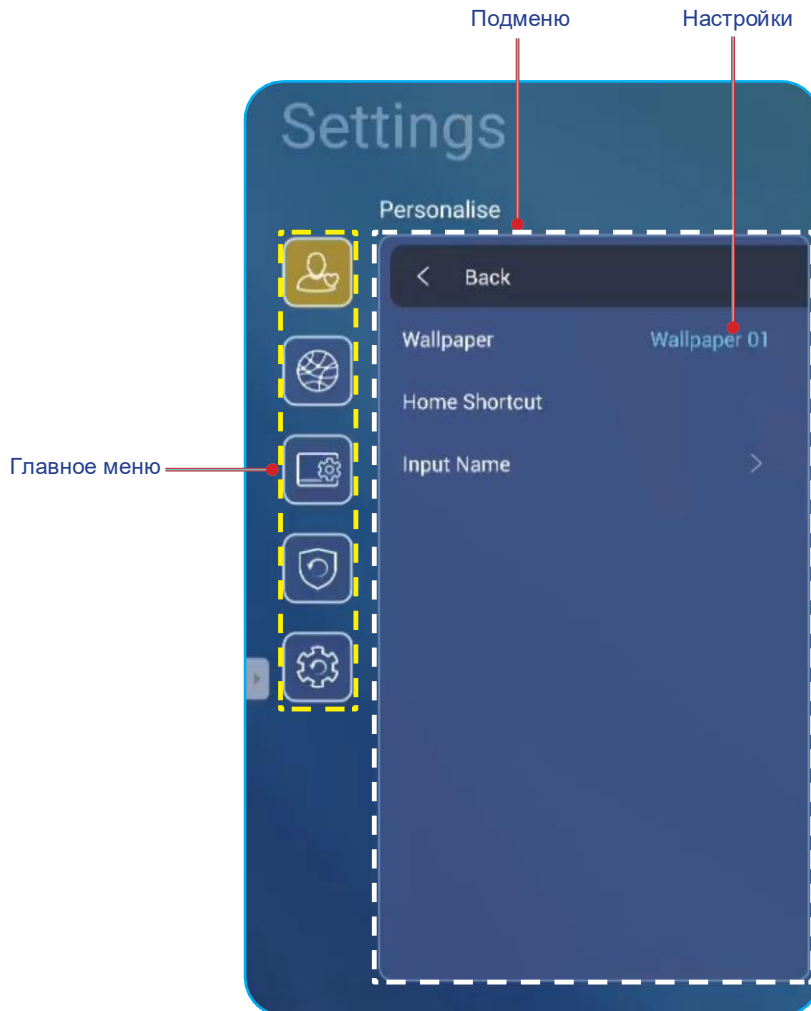 Подменю
Настройки
Settings
Personalise
Back
Wallpaper
Wallpaper 01
Home Shortcut
Главное меню
Input Name